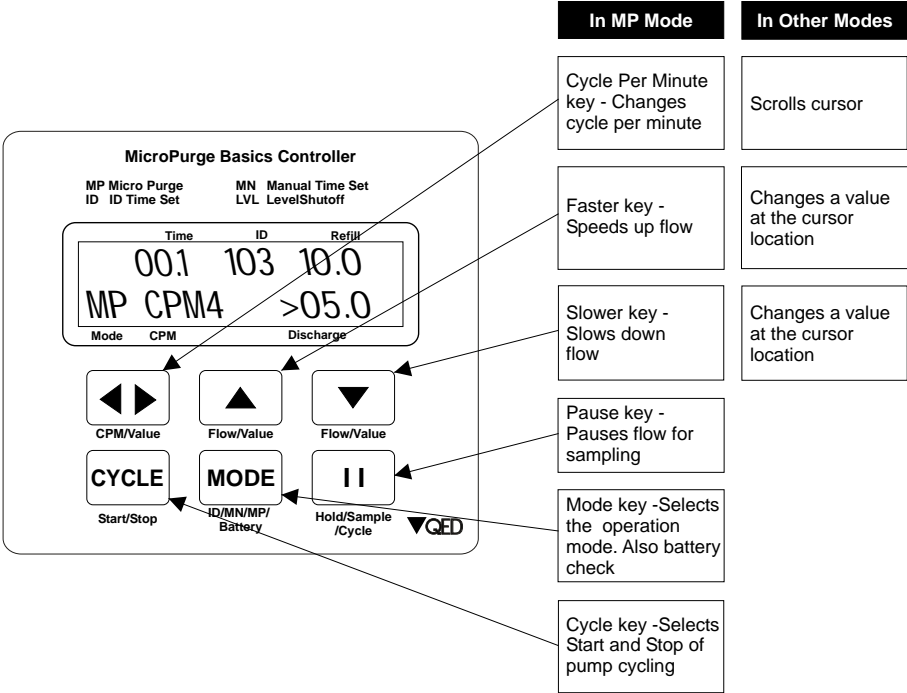 In MP Mode
In Other Modes
Cycle Per Minute
key - Changes
cycle per minute
Scrolls cursor
Faster key -
Speeds up flow
Changes a value
at the cursor
location
Slower key -
Slows down
flow
Changes a value
at the cursor
location
Pause key -
Pauses flow for
sampling
Mode key -Selects
the operation
mode. Also battery
check
Cycle key -Selects
Start and Stop of
pump cycling
MicroPurge Basics Controller
MP Micro Purge MN Manual Time Set
ID ID Time Set LVL LevelShutoff
Time ID Refill
00.1 103 10.0
MP CPM4 >05.0
Mode CPM Discharge
CPM/Value Flow/Value Flow/Value
CYCLE MODE II
Start/Stop
ID/MN/MP/
Battery
Hold/Sample
/Cycle
QED